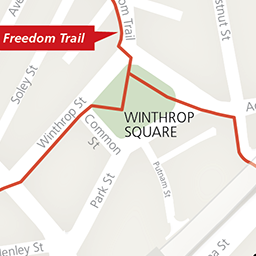 Freedom Trail
WINTHROP
SQUARE
Winthrop St
Common St
Park St
Putnam St
Soley St